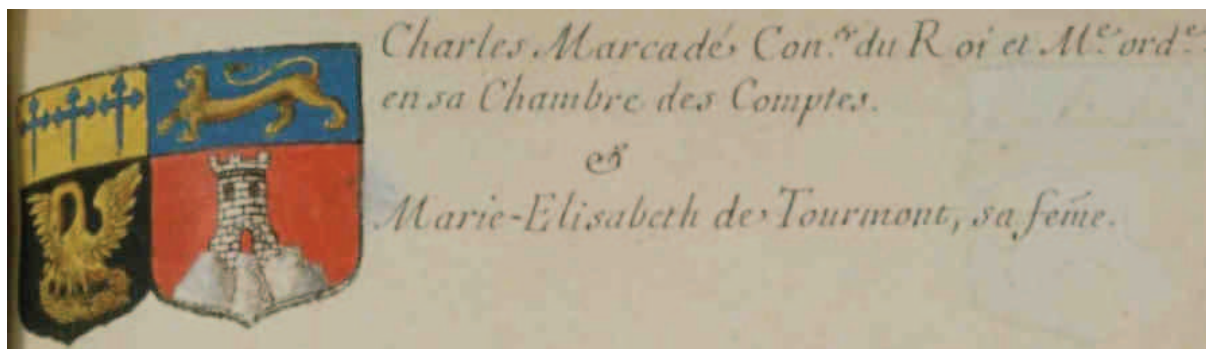 Charles Marcadé, Con.er du Roi et M.e ord.e
en sa Chambre des Comptes.
&
Marie-Elisabeth de Tourmont, sa feme.